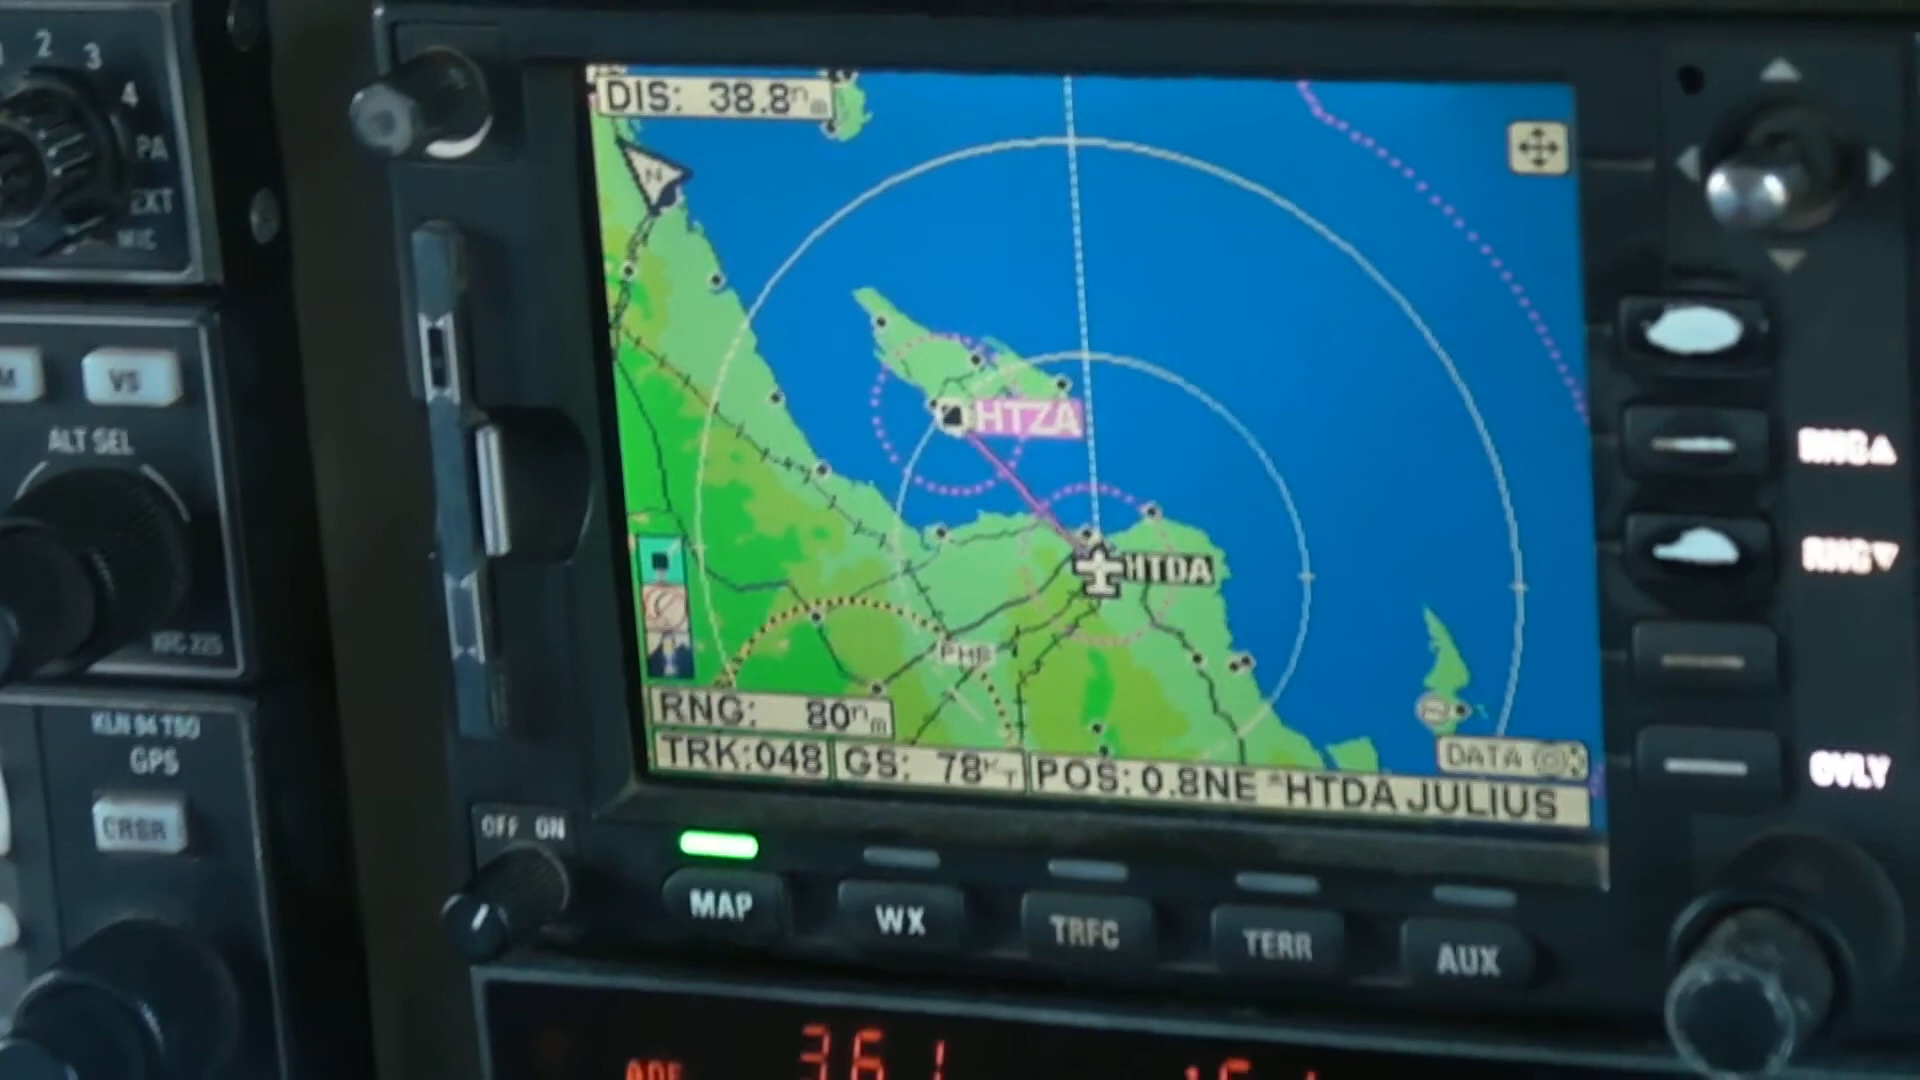 2
3
4
PA
EXT
MIC
M
VS
ALT SEL
KFC 225
KLN 94 TSO
GPS
CRSR
DIS: 38.8nm
N
HTZA
HTDA
RNG: 80nm
TRK:048 GS: 78KT POS: 0.8NE *HTDA JULIUS
DATA
RNG▲
RNG▼
OVLY
OFF ON
MAP WX TRFC TERR AUX
ADF 361